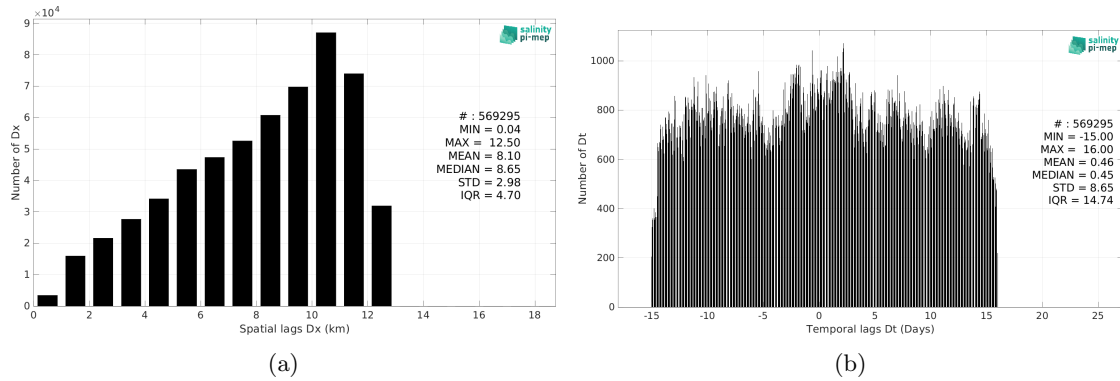 ×10⁴
9
8
7
6
5
4
3
2
1
0
Number of Dx
salinity
pi-mep
# : 569295
MIN = 0.04
MAX = 12.50
MEAN = 8.10
MEDIAN = 8.65
STD = 2.98
IQR = 4.70
0 2 4 6 8 10 12 14 16 18
Spatial lags Dx (km)
(a)
1000
800
600
400
200
0
Number of Dt
salinity
pi-mep
# : 569295
MIN = -15.00
MAX = 16.00
MEAN = 0.46
MEDIAN = 0.45
STD = 8.65
IQR = 14.74
-15 -10 -5 0 5 10 15 20 25
Temporal lags Dt (Days)
(b)